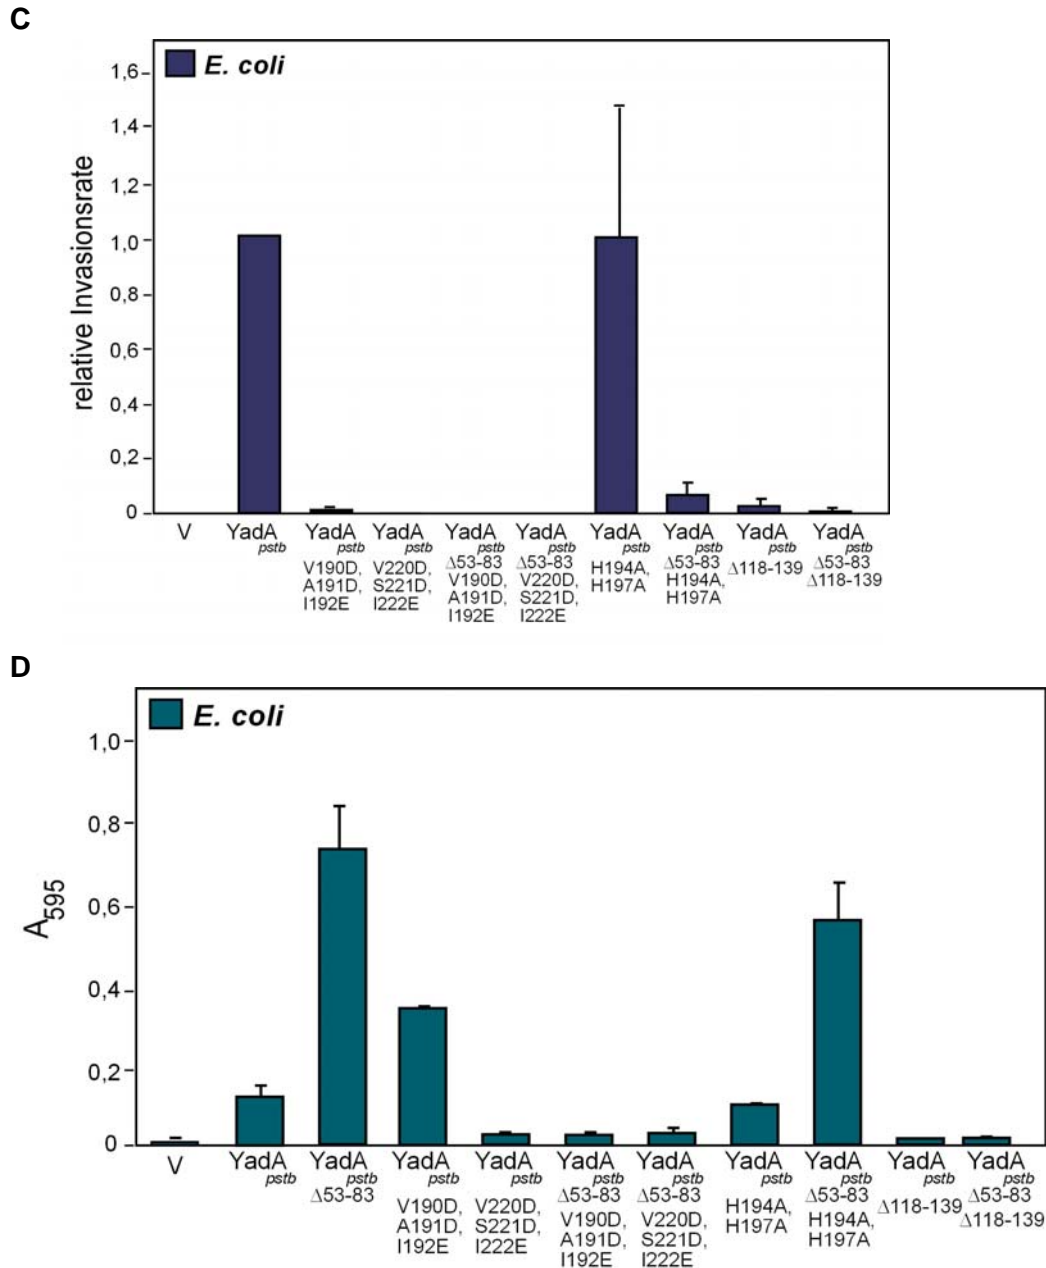 C
E. coli
relative Invasionsrate
1,6
1,4
1,2
1,0
0,8
0,6
0,4
0,2
0
V
YadA pstb
YadA pstb
V190D,
A191D,
I192E
YadA pstb
V220D,
S221D,
I222E
YadA pstb
Δ53-83
V190D,
A191D,
I192E
YadA pstb
Δ53-83
V220D,
S221D,
I222E
YadA pstb
H194A,
H197A
YadA pstb
Δ53-83
H194A,
H197A
YadA pstb
Δ118-139
YadA pstb
Δ53-83
Δ118-139
D
E. coli
A595
1,0
0,8
0,6
0,4
0,2
0
V
YadA pstb
YadA pstb
Δ53-83
YadA pstb
V190D,
A191D,
I192E
YadA pstb
V220D,
S221D,
I222E
YadA pstb
Δ53-83
V190D,
A191D,
I192E
YadA pstb
Δ53-83
V220D,
S221D,
I222E
YadA pstb
H194A,
H197A
YadA pstb
Δ53-83
H194A,
H197A
YadA pstb
Δ118-139
YadA pstb
Δ53-83
Δ118-139